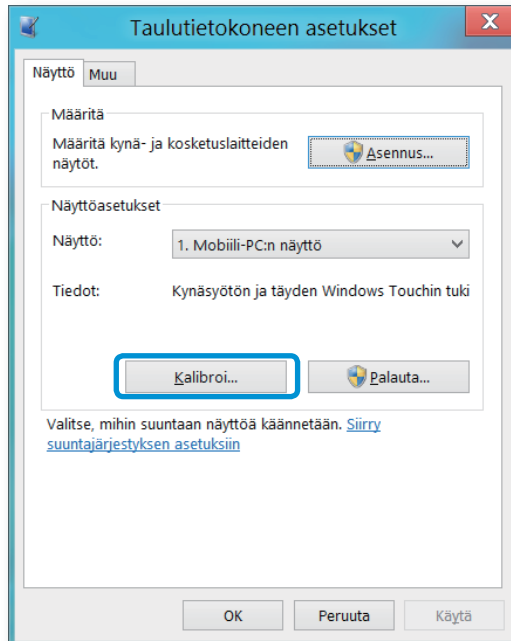 Taulutietokoneen asetukset
X
Näyttö Muu
Määritä
Määritä kynä- ja kosketuslaitteiden
näytöt.
Asennus...
Näyttöasetukset
Näyttö:
1. Mobiili-PC:n näyttö
Tiedot:
Kynäsyötön ja täyden Windows Touchin tuki
Kalibroi...
Palauta...
Valitse, mihin suuntaan näyttöä käännetään. Siirry
suuntajärjestyksen asetuksiin
OK Peruuta Käytä